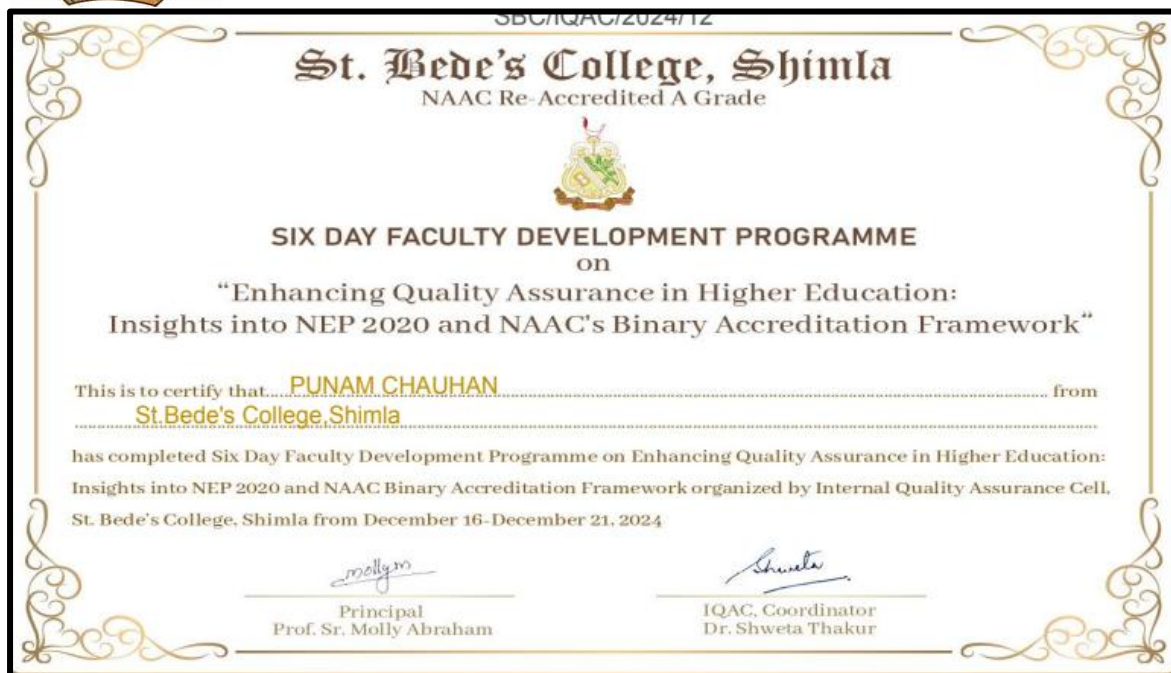 SBC/IQAC/2024/12
St. Bede's College, Shimla
NAAC Re-Accredited A Grade
SIX DAY FACULTY DEVELOPMENT PROGRAMME
on
“Enhancing Quality Assurance in Higher Education:
Insights into NEP 2020 and NAAC's Binary Accreditation Framework“
This is to certify that PUNAM CHAUHAN from
St.Bede's College,Shimla
has completed Six Day Faculty Development Programme on Enhancing Quality Assurance in Higher Education:
Insights into NEP 2020 and NAAC Binary Accreditation Framework organized by Internal Quality Assurance Cell,
St. Bede's College, Shimla from December 16-December 21, 2024
mollym
Shweta
Principal
Prof. Sr. Molly Abraham
IQAC, Coordinator
Dr. Shweta Thakur